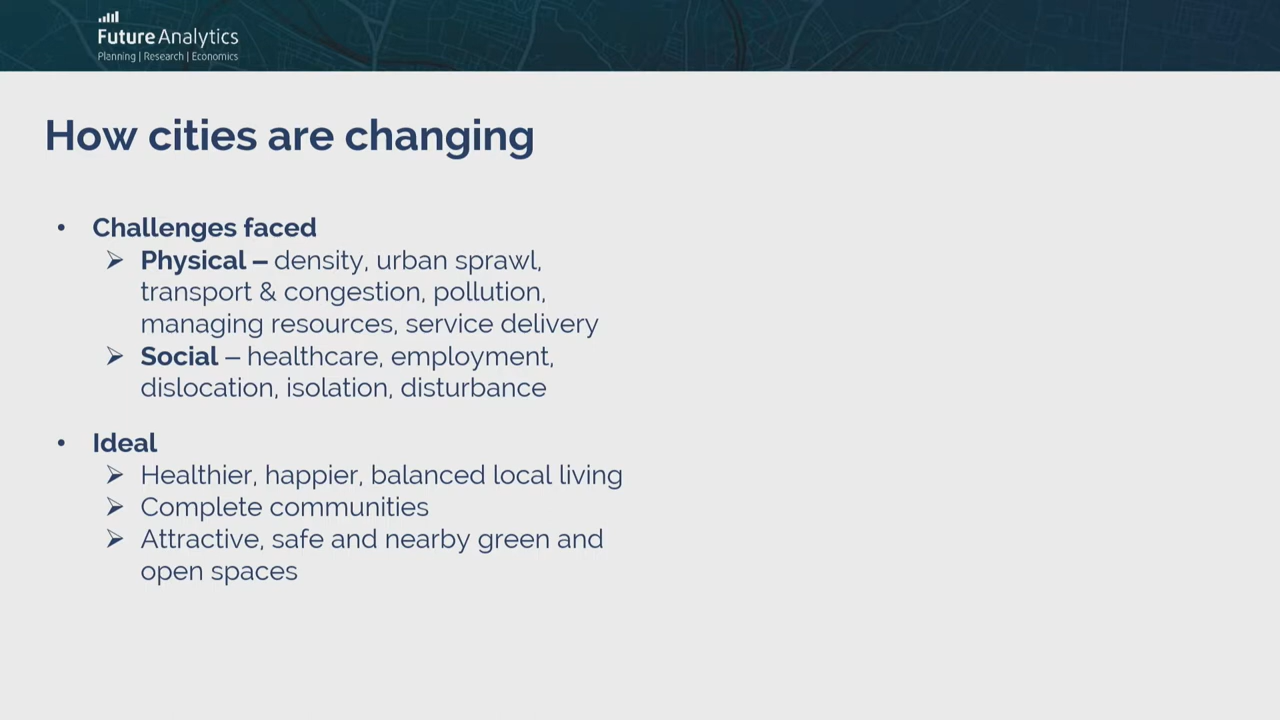 Future Analytics
Planning | Research | Economics
How cities are changing
• Challenges faced
➢ Physical – density, urban sprawl,
transport & congestion, pollution,
managing resources, service delivery
➢ Social – healthcare, employment,
dislocation, isolation, disturbance
• Ideal
➢ Healthier, happier, balanced local living
➢ Complete communities
➢ Attractive, safe and nearby green and
open spaces